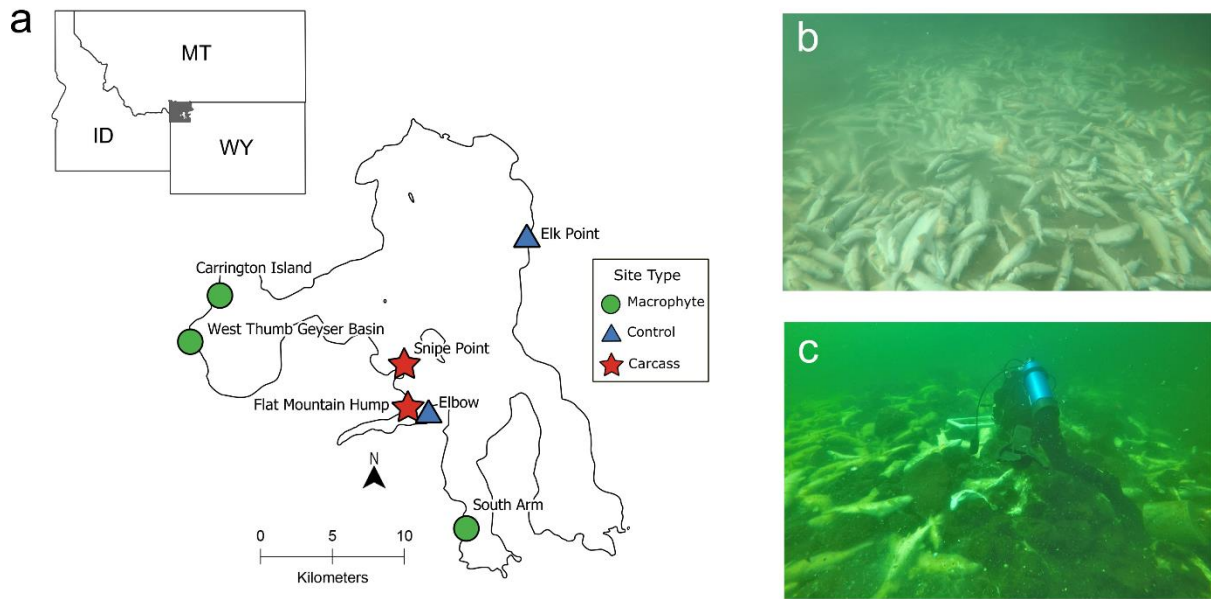 a
MT
ID
WY
Elk Point
Carrington Island
Site Type
Macrophyte
Control
Carcass
West Thumb Geyser Basin
Snipe Point
Flat Mountain Hump
Elbow
N
South Arm
0 5 10
Kilometers
b
c